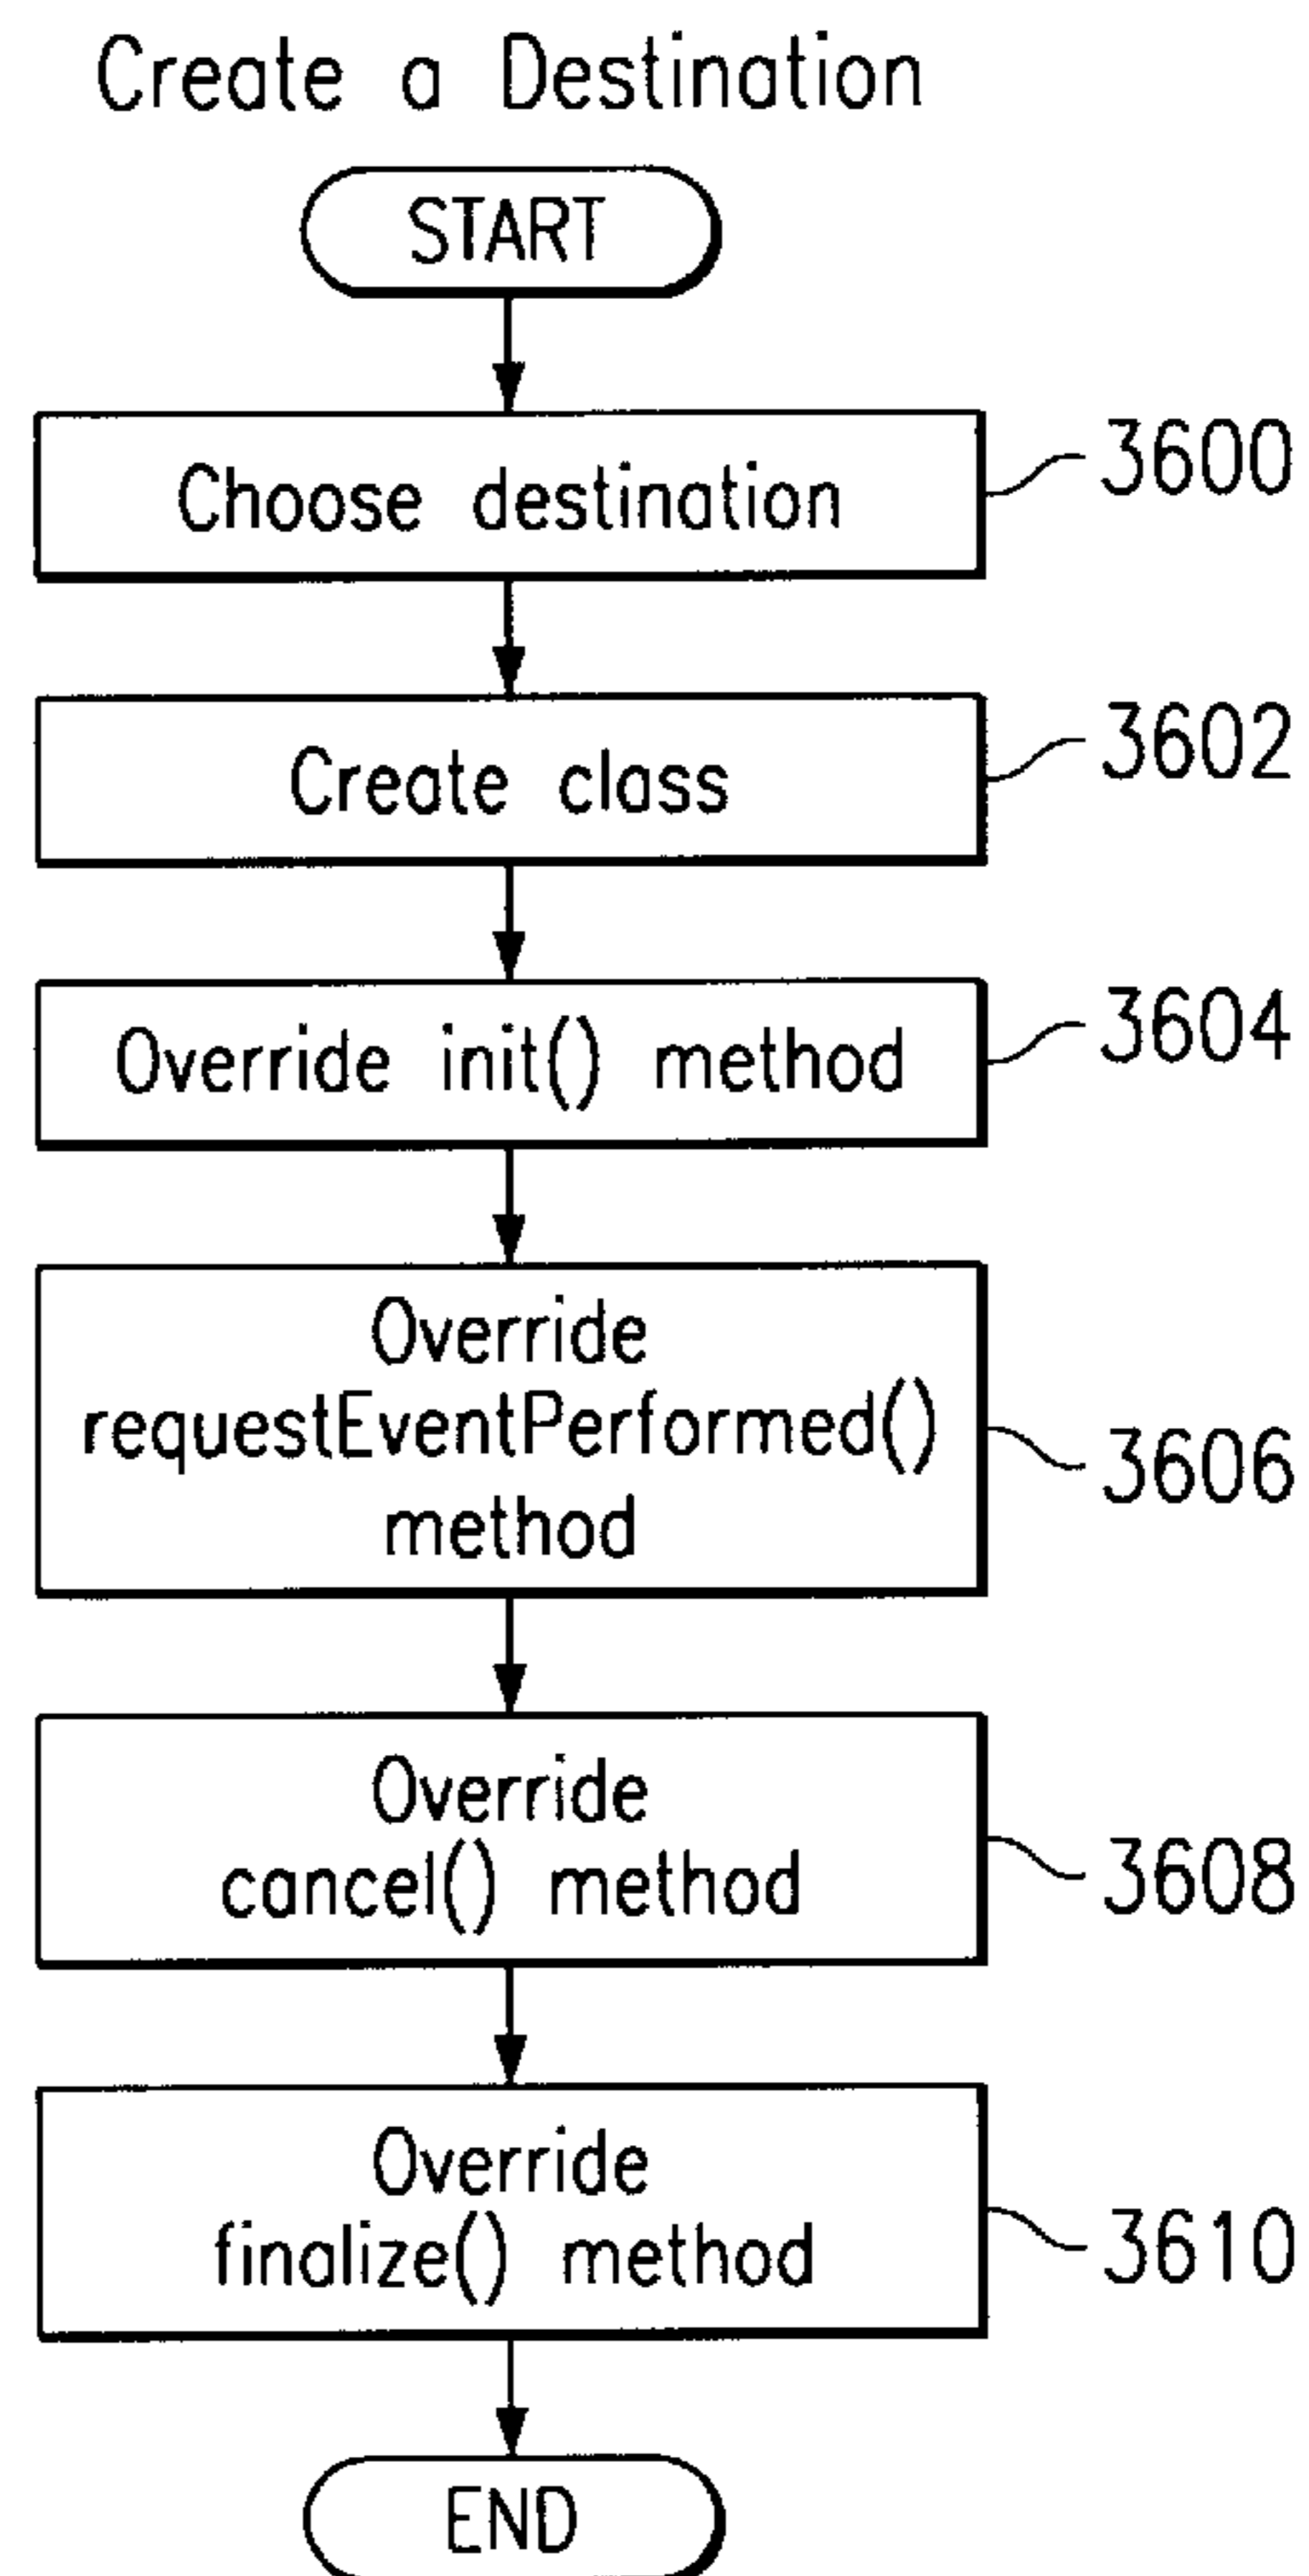 Create a Destination
START
Choose destination
3600
Create class
3602
Override init() method
3604
Override
requestEventPerformed()
method
3606
Override
cancel() method
3608
Override
finalize() method
3610
END